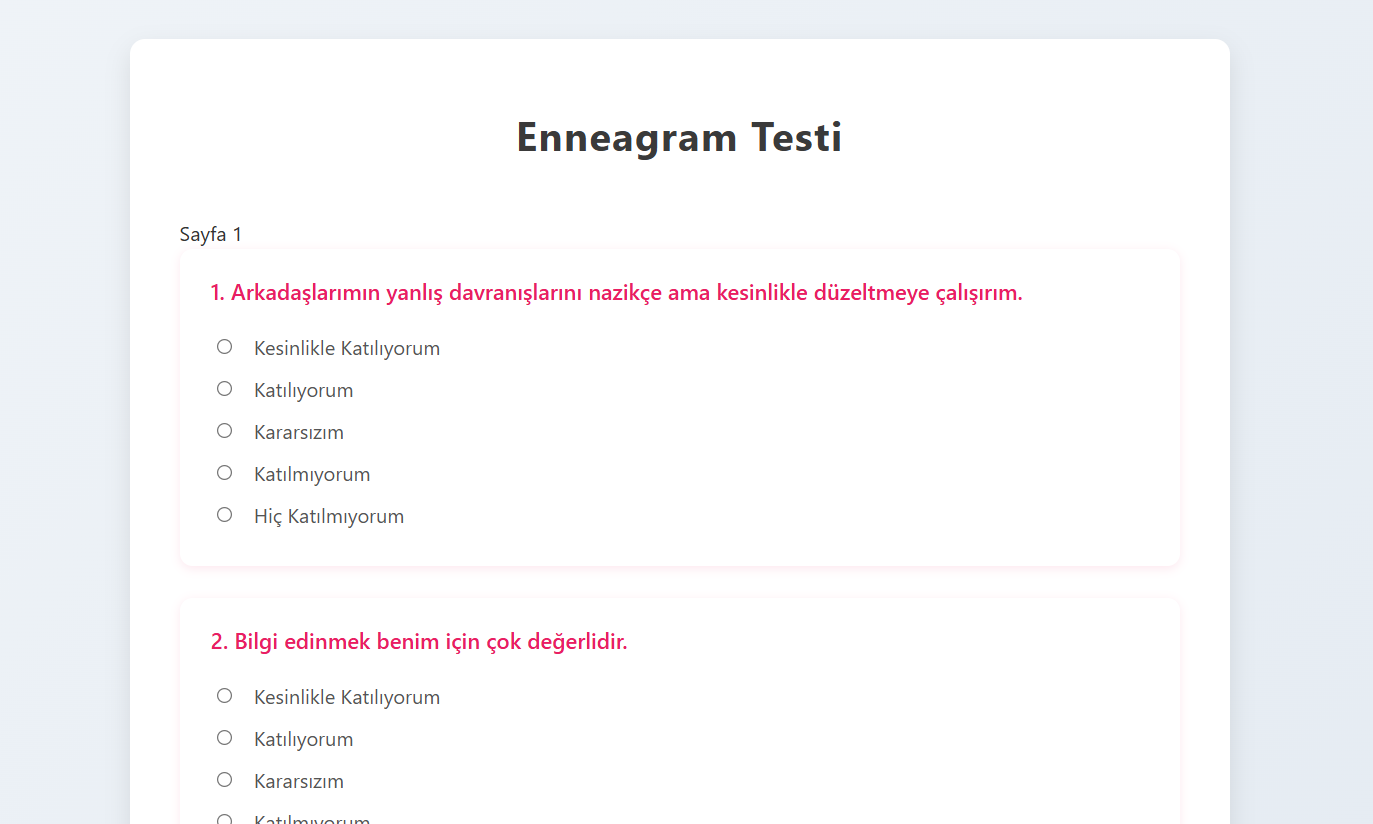 Enneagram Testi
Sayfa 1
1. Arkadaşlarımın yanlış davranışlarını nazikçe ama kesinlikle düzeltmeye çalışırım.
Kesinlikle Katılıyorum
Katılıyorum
Kararsızım
Katılmıyorum
Hiç Katılmıyorum
2. Bilgi edinmek benim için çok değerlidir.
Kesinlikle Katılıyorum
Katılıyorum
Kararsızım
Katılmıyorum